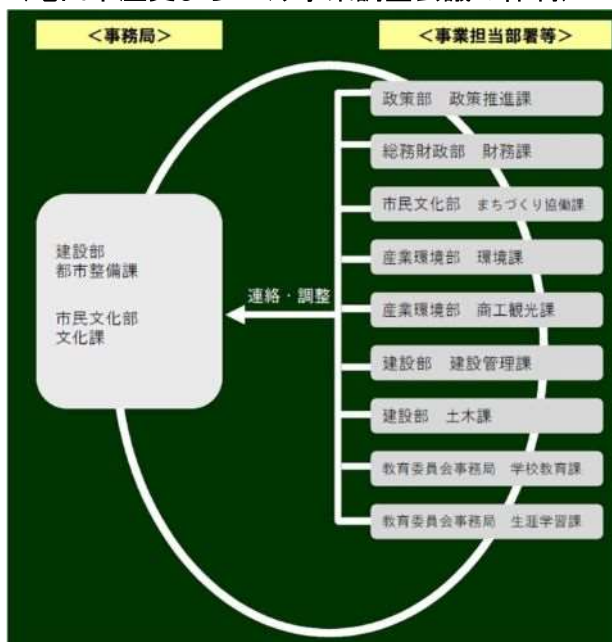 ＜事務局＞
＜事業担当部署等＞
建設部
都市整備課
市民文化部
文化課
連絡・調整
政策部　政策推進課
総務財政部　財務課
市民文化部　まちづくり協働課
産業環境部　環境課
産業環境部　商工観光課
建設部　建設管理課
建設部　土木課
教育委員会事務局　学校教育課
教育委員会事務局　生涯学習課